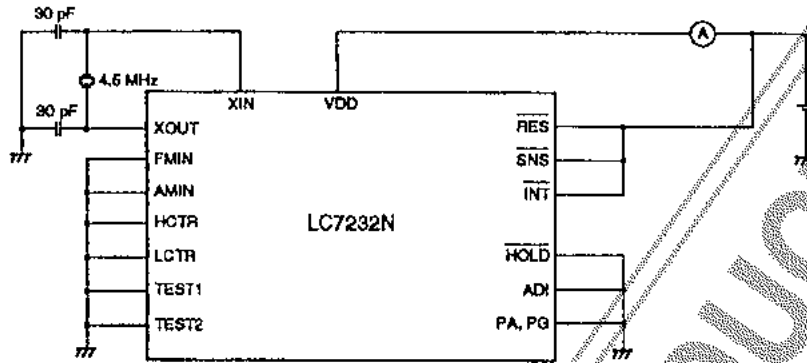 30 pF
4.5 MHz
30 pF
A
XIN
VDD
XOUT
FMIN
AMIN
HCTR
LCTR
TEST1
TEST2
LC7232N
RES
SNS
INT
HOLD
ADI
PA, PG